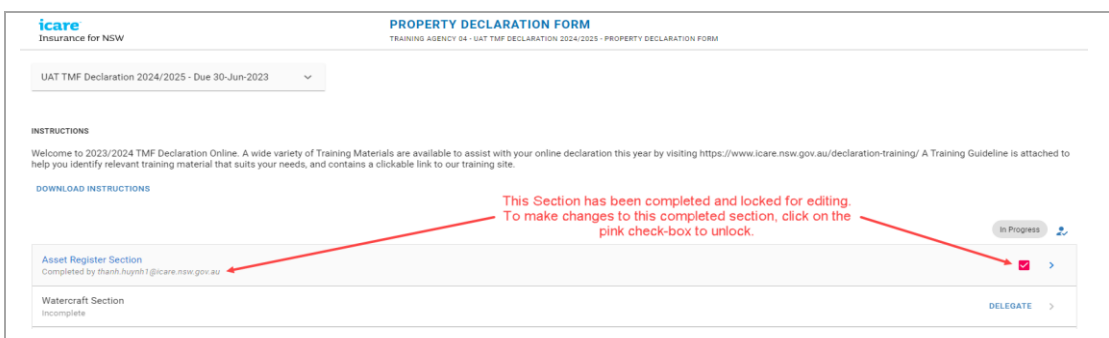 icare
Insurance for NSW
PROPERTY DECLARATION FORM
TRAINING AGENCY 04 - UAT TMF DECLARATION 2024/2025 - PROPERTY DECLARATION FORM
UAT TMF Declaration 2024/2025 - Due 30-Jun-2023
INSTRUCTIONS
Welcome to 2023/2024 TMF Declaration Online. A wide variety of Training Materials are available to assist with your online declaration this year by visiting https://www.icare.nsw.gov.au/declaration-training/ A Training Guideline is attached to
help you identify relevant training material that suits your needs, and contains a clickable link to our training site.
DOWNLOAD INSTRUCTIONS
This Section has been completed and locked for editing.
To make changes to this completed section, click on the
pink check-box to unlock.
In Progress
Asset Register Section
Completed by thanh.huynh1@icare.nsw.gov.au
Watercraft Section
Incomplete
DELEGATE